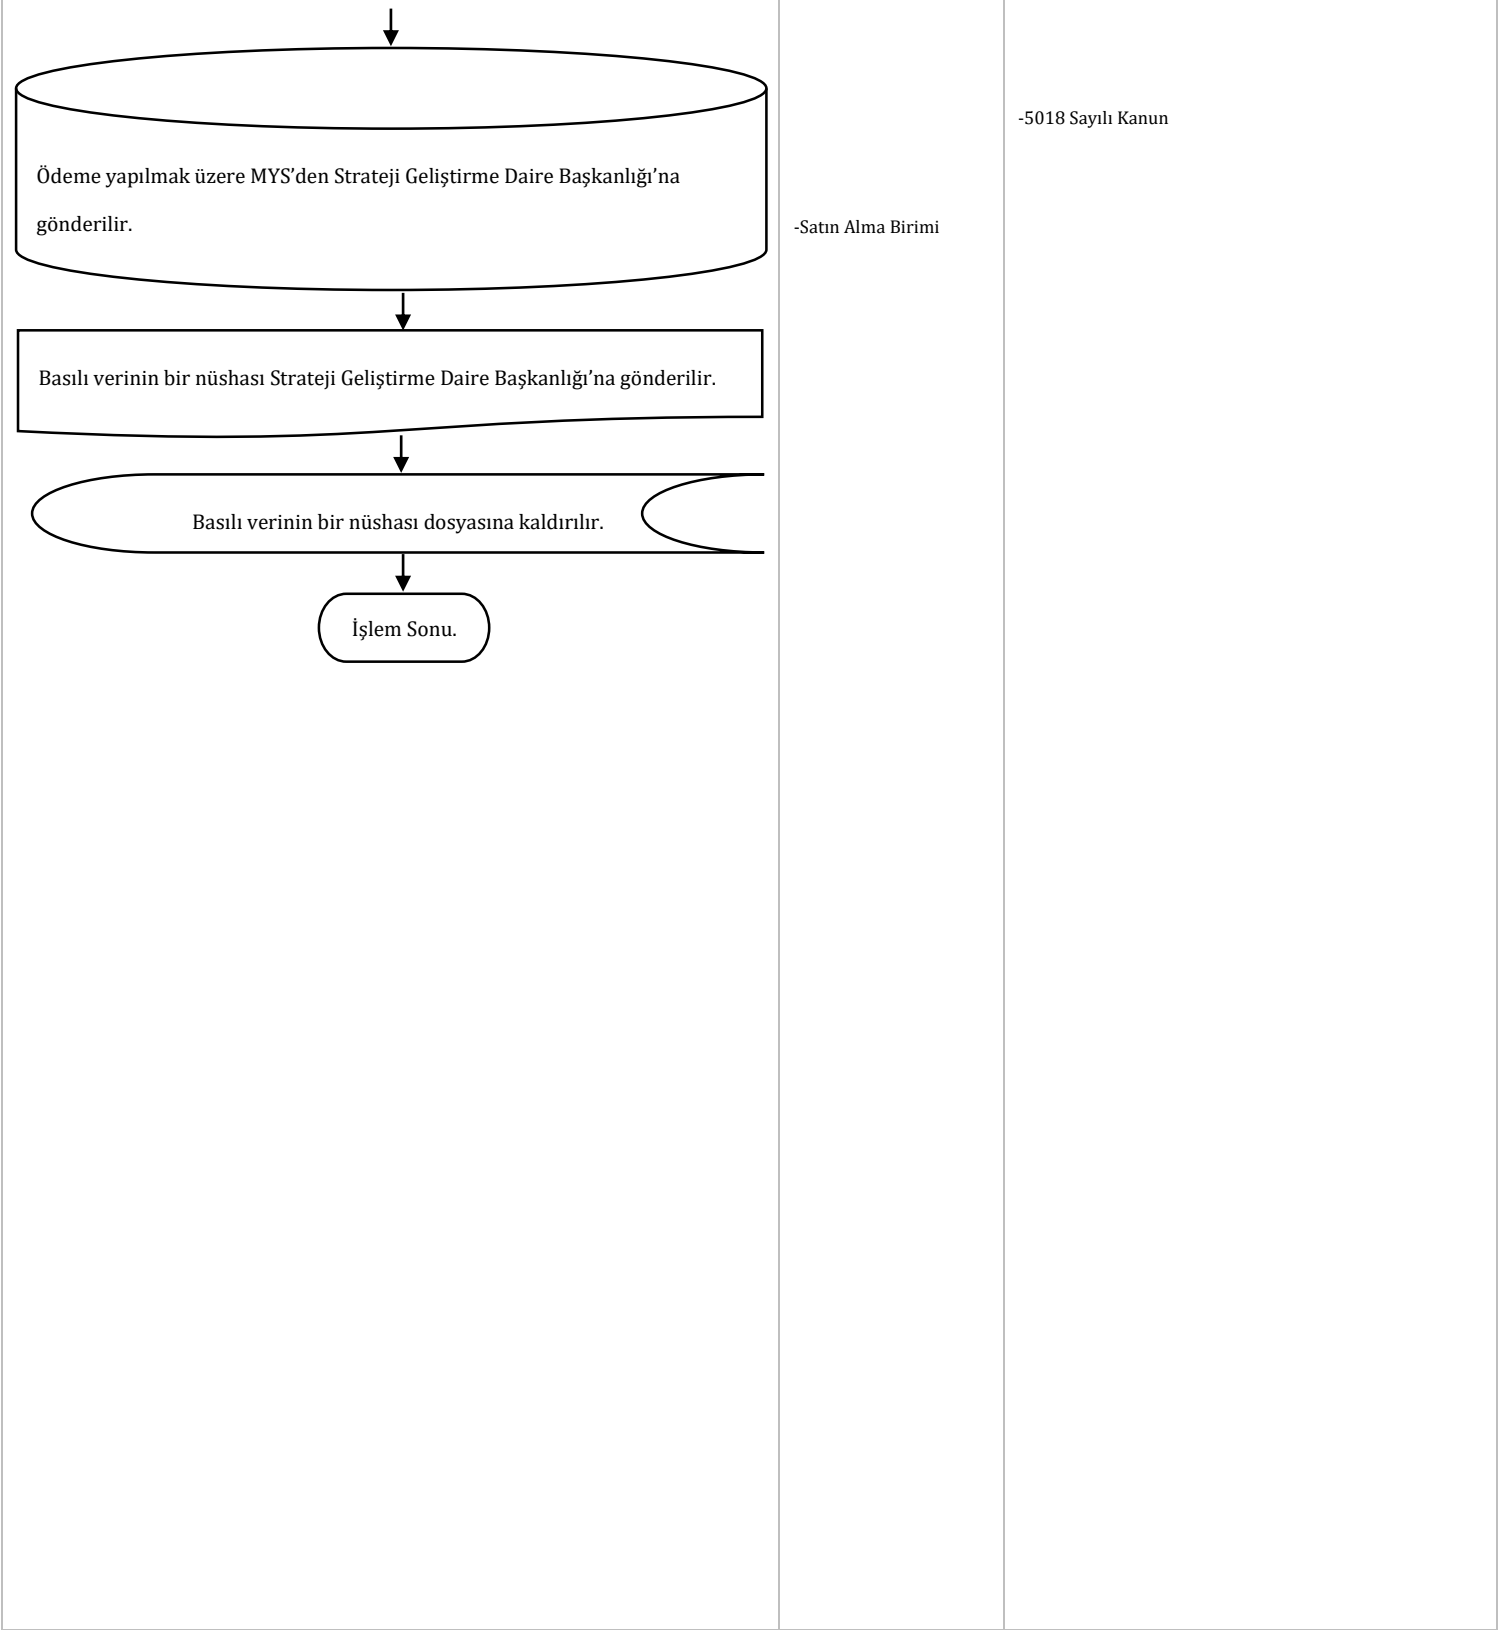 -5018 Sayılı Kanun
Ödeme yapılmak üzere MYS’den Strateji Geliştirme Daire Başkanlığı’na
gönderilir.
-Satın Alma Birimi
Basılı verinin bir nüshası Strateji Geliştirme Daire Başkanlığı’na gönderilir.
Basılı verinin bir nüshası dosyasına kaldırılır.
İşlem Sonu.